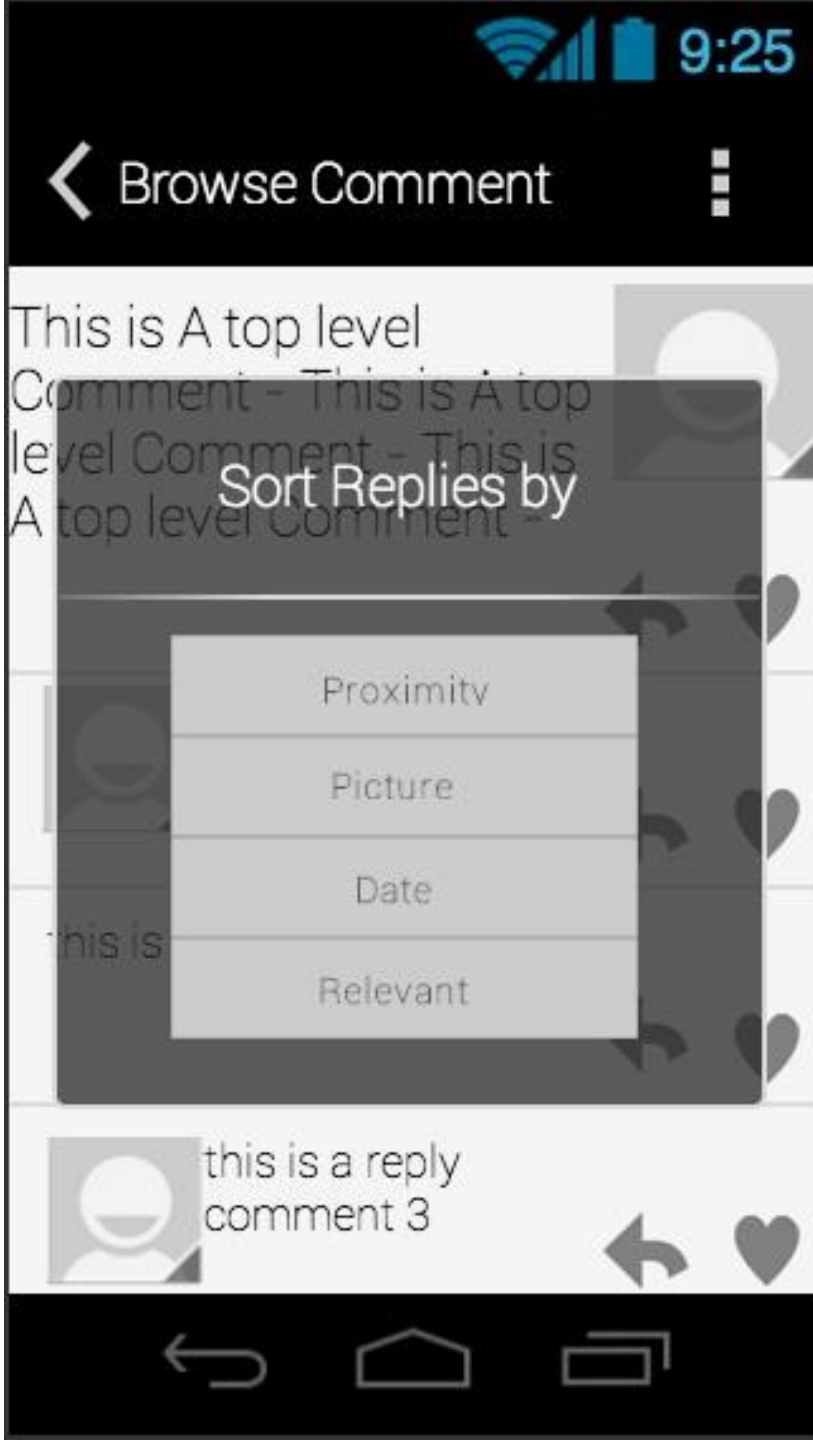 9:25
Browse Comment
This is A top level
Comment - This is A top
level Comment - This is
A top level Comment -
Sort Replies by
Proximity
Picture
Date
Relevant
this is
this is a reply
comment 3